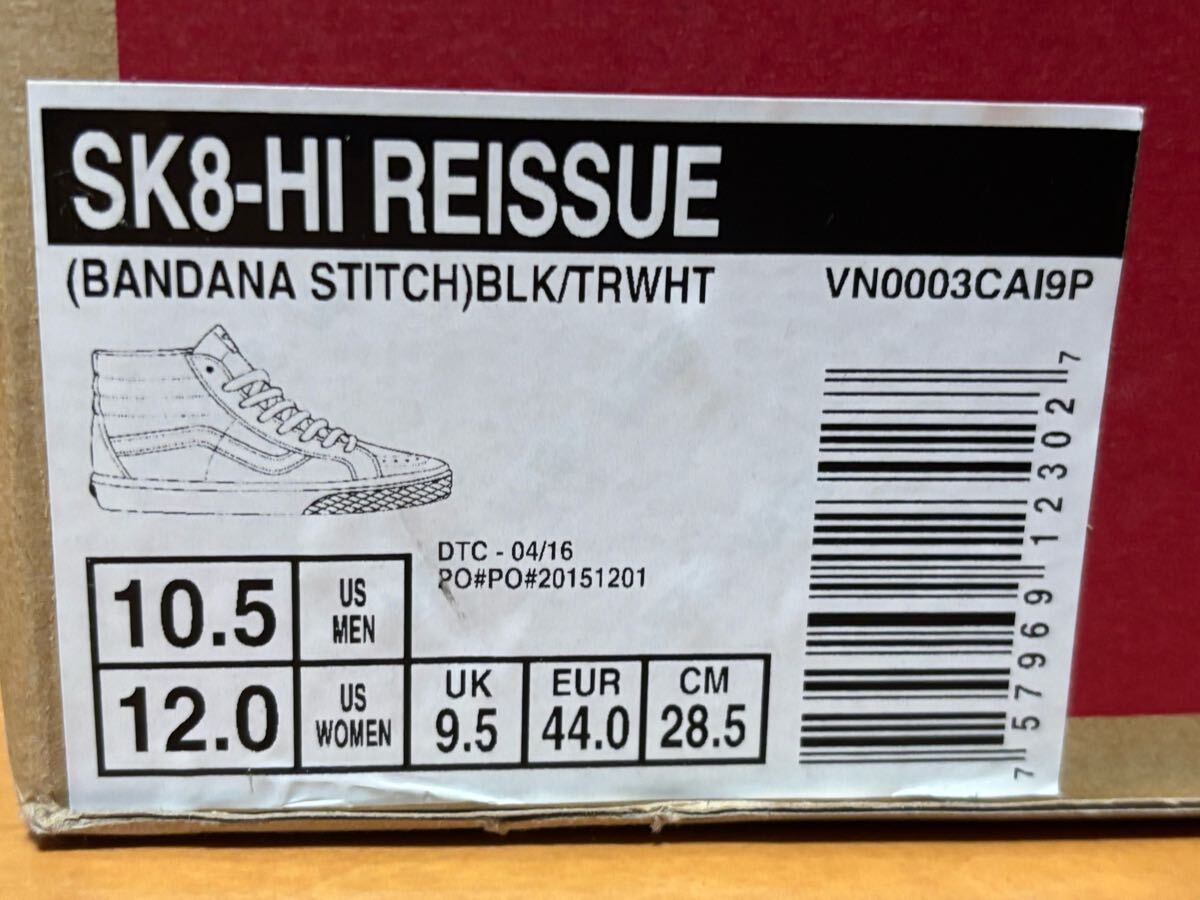 SK8-HI REISSUE
(BANDANA STITCH)BLK/TRWHT VN0003CAI9P
DTC - 04/16
PO#PO#20151201
10.5 US MEN
12.0 US WOMEN
UK 9.5
EUR 44.0
CM 28.5
7 57969 12302 7